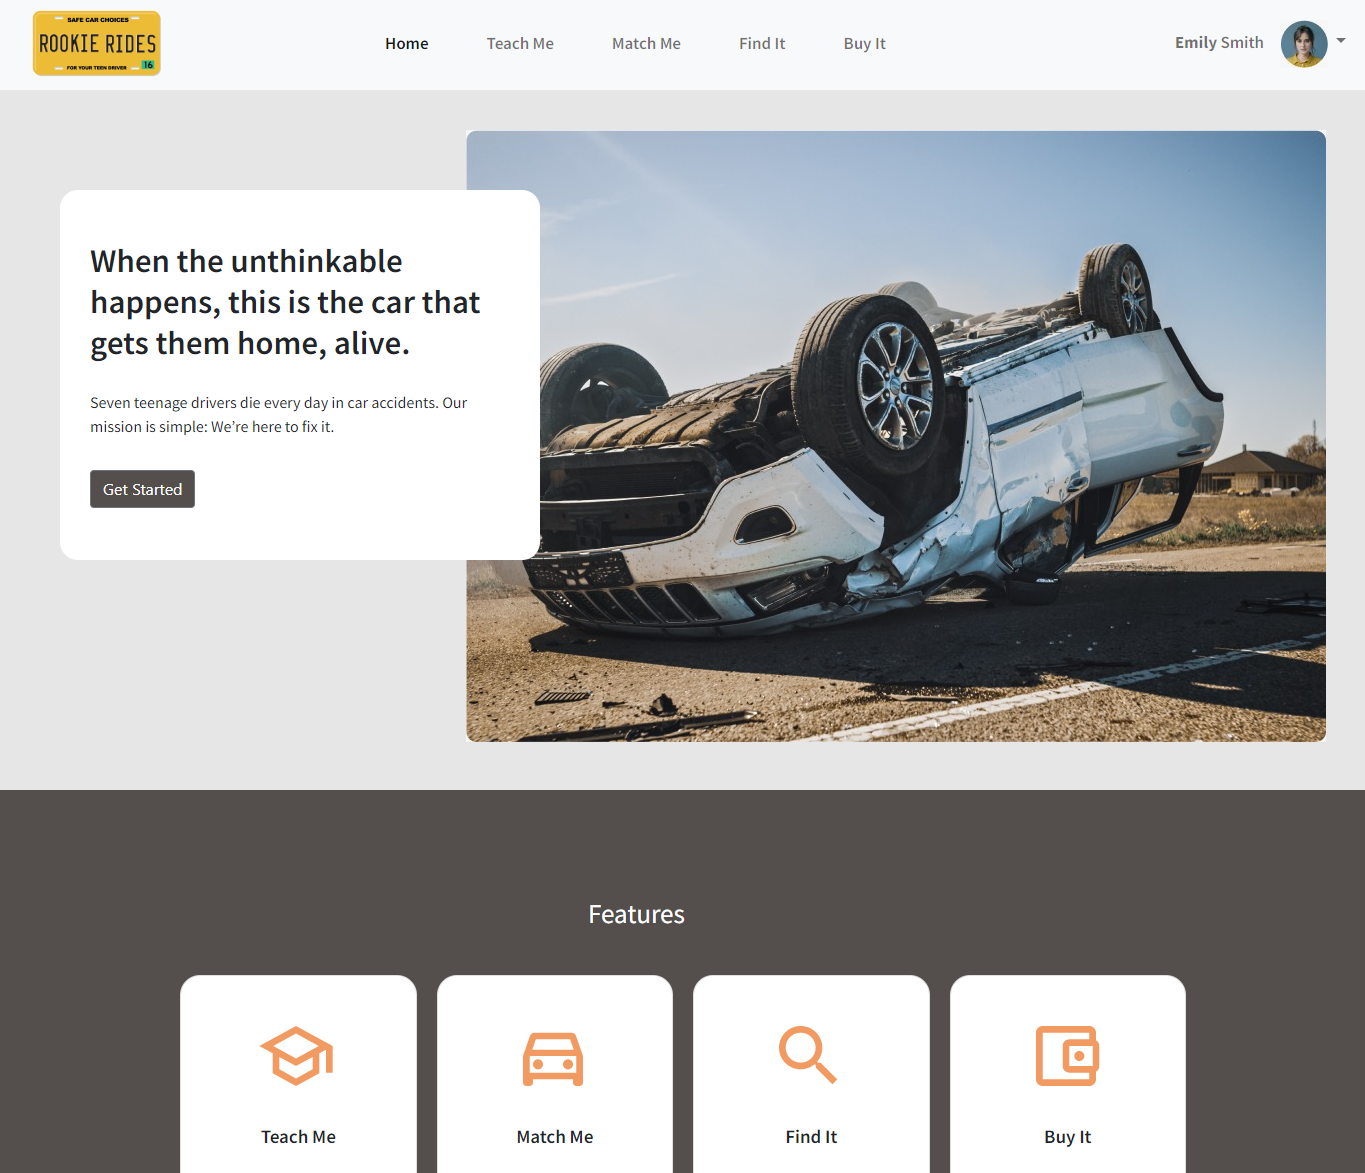 SAFE CAR CHOICES
ROOKIE RIDES
FOR YOUR TEEN DRIVER
16
Home
Teach Me
Match Me
Find It
Buy It
Emily Smith
When the unthinkable
happens, this is the car that
gets them home, alive.
Seven teenage drivers die every day in car accidents. Our
mission is simple: We’re here to fix it.
Get Started
Features
Teach Me
Match Me
Find It
Buy It